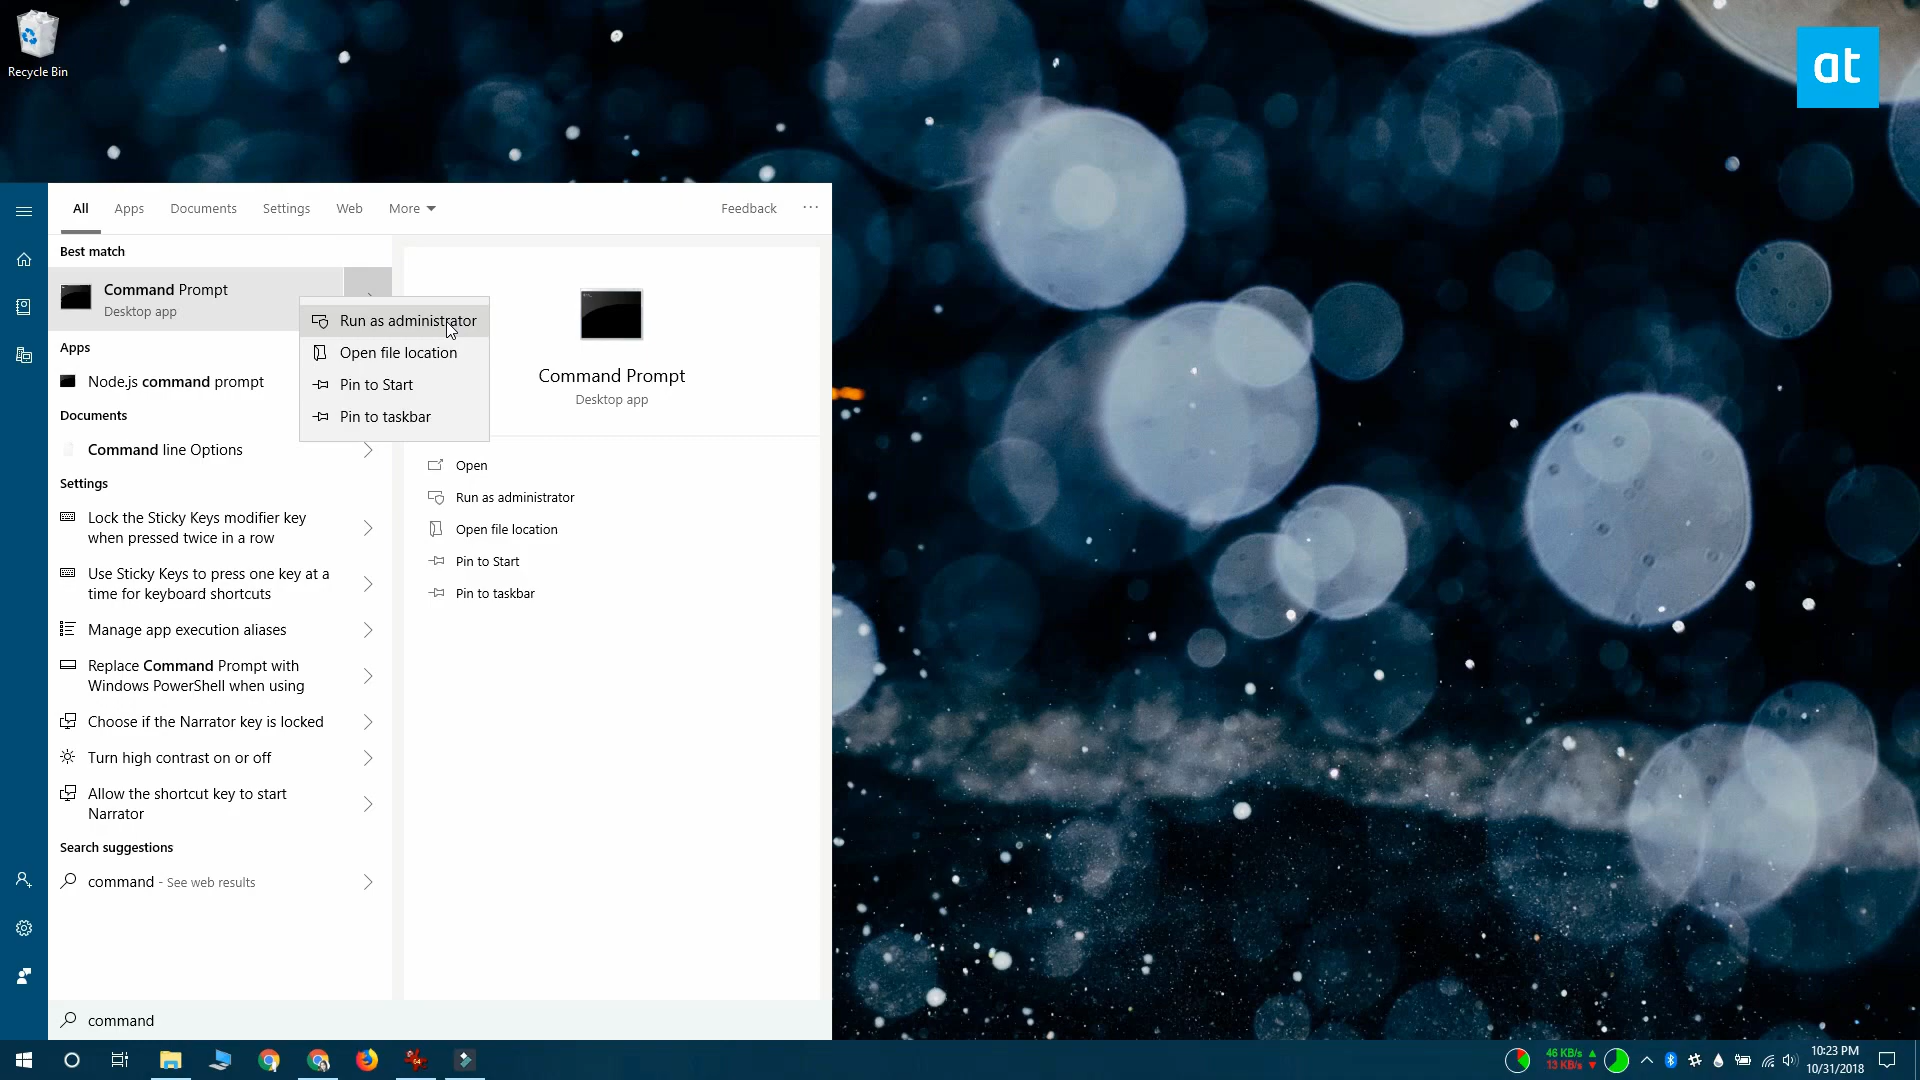 Recycle Bin
at
All
Apps
Documents
Settings
Web
More
Feedback
Best match
Command Prompt
Desktop app
Run as administrator
Open file location
Pin to Start
Pin to taskbar
Apps
Node.js command prompt
Documents
Command line Options
Settings
Lock the Sticky Keys modifier key
when pressed twice in a row
Use Sticky Keys to press one key at a
time for keyboard shortcuts
Manage app execution aliases
Replace Command Prompt with
Windows PowerShell when using
Choose if the Narrator key is locked
Turn high contrast on or off
Allow the shortcut key to start
Narrator
Search suggestions
command - See web results
Command Prompt
Desktop app
Open
Run as administrator
Open file location
Pin to Start
Pin to taskbar
command
46 KB/s
13 KB/s
10:23 PM
10/31/2018